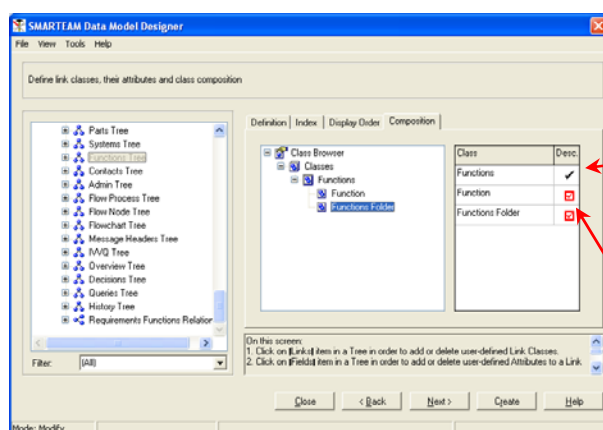 SMARTEAM Data Model Designer
File View Tools Help
Define link classes, their attributes and class composition
Parts Tree
Systems Tree
Functions Tree
Contacts Tree
Admin Tree
Flow Process Tree
Flow Node Tree
Flowchart Tree
Message Headers Tree
IVVQ Tree
Overview Tree
Decisions Tree
Queries Tree
History Tree
Requirements Functions Relation
Filter: (All)
Definition Index Display Order Composition
Class Browser
Classes
Functions
Function
Functions Folder
Class Desc.
Functions
Function
Functions Folder
On this screen:
1. Click on |Links| item in a Tree in order to add or delete user-defined Link Classes.
2. Click on |Fields| item in a Tree in order to add or delete user-defined Attributes to a Link
Close < Back Next > Create Help
Mode: Modify